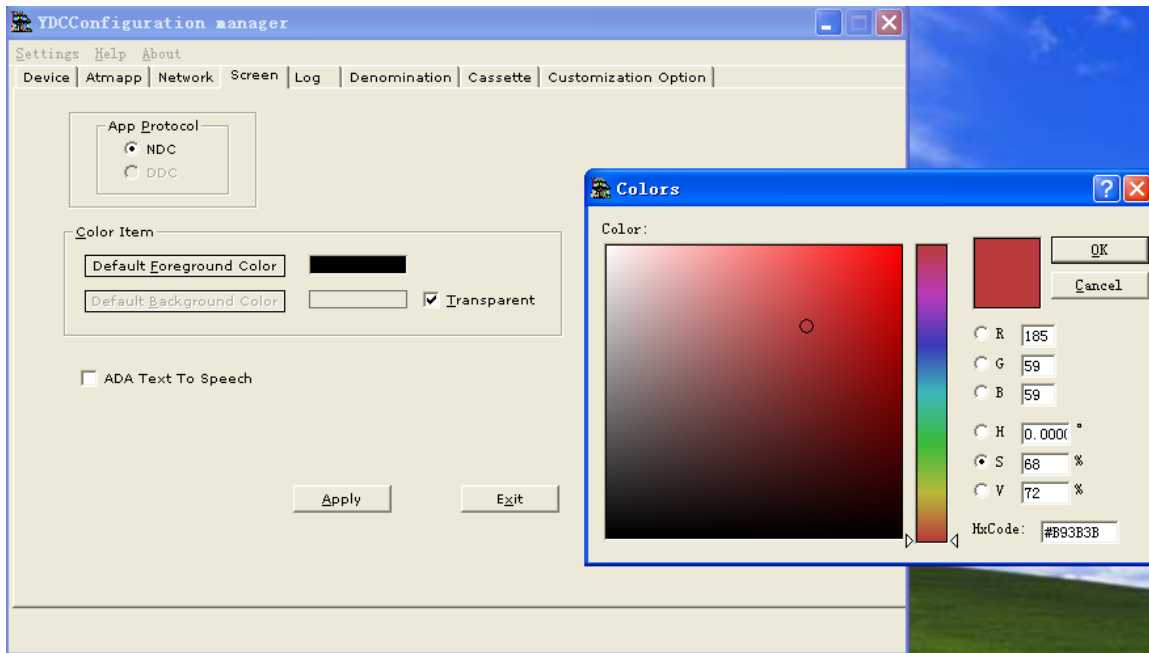 YDCConfiguration manager
Settings Help About
Device Atmapp Network Screen Log Denomination Cassette Customization Option
App Protocol
NDC
DDC
Color Item
Default Foreground Color
Default Background Color Transparent
ADA Text To Speech
Apply Exit
Colors
Color:
OK
Cancel
R 185
G 59
B 59
H 0.000( °
S 68 %
V 72 %
HxCode: #B93B3B